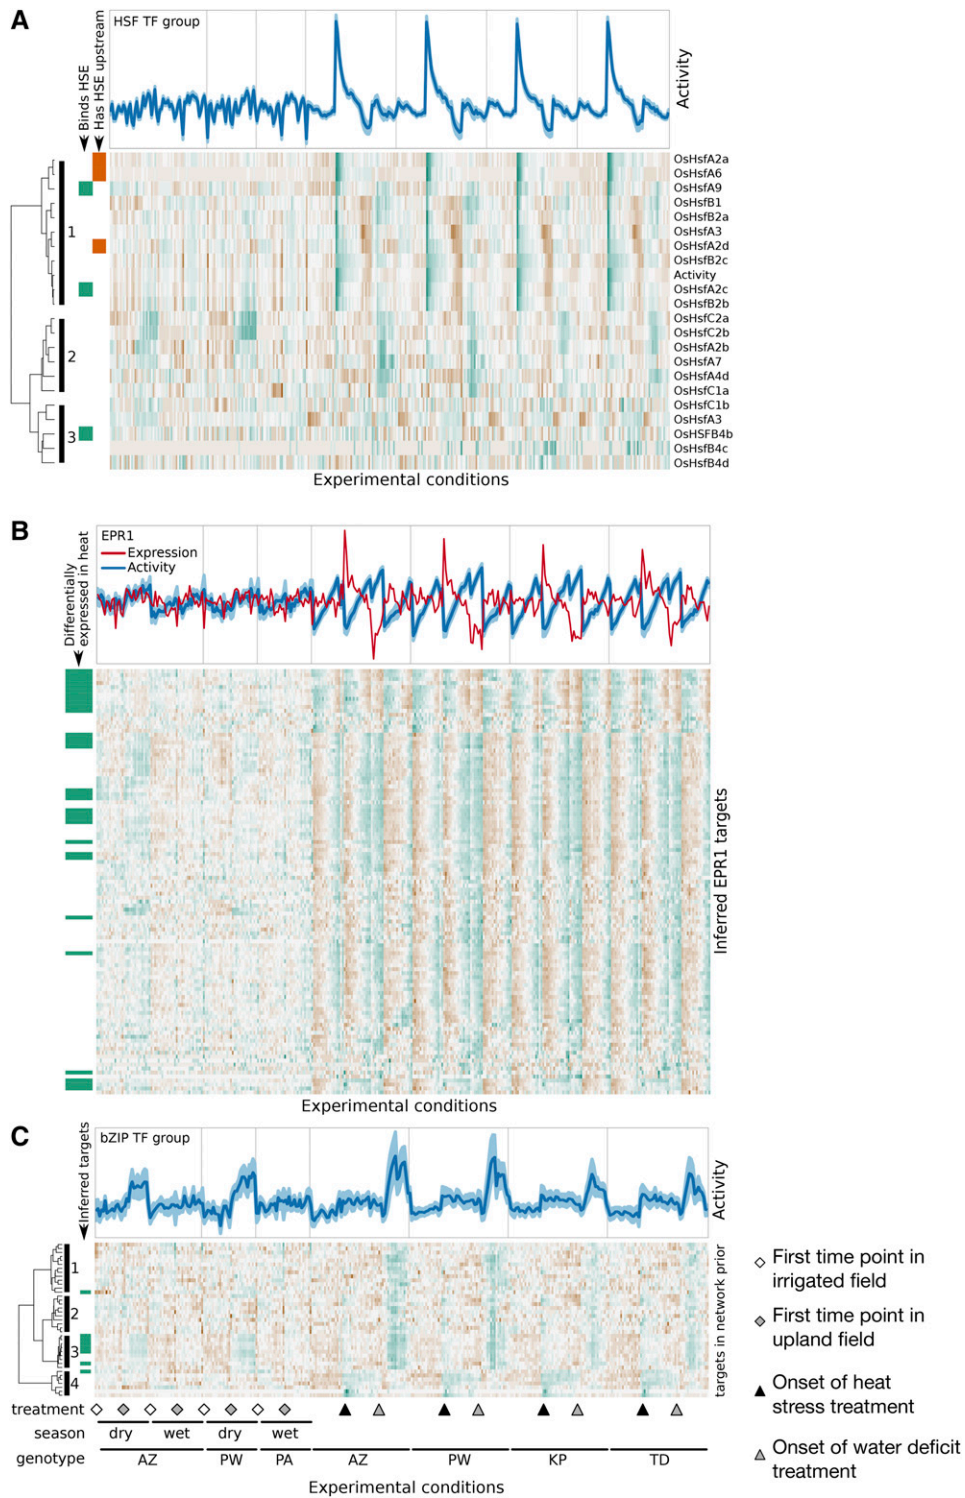 A
HSF TF group
Binds HSE
Has HSE upstream
Activity
OsHsfA2a
OsHsfA6
OsHsfA9
OsHsfB1
OsHsfB2a
OsHsfA3
OsHsfA2d
OsHsfB2c
Activity
OsHsfA2c
OsHsfB2b
OsHsfC2a
OsHsfC2b
OsHsfA2b
OsHsfA7
OsHsfA4d
OsHsfC1a
OsHsfC1b
OsHsfA3
OsHSFB4b
OsHsfB4c
OsHsfB4d
1
2
3
Experimental conditions
B
EPR1
Expression
Activity
Differentially
expressed in heat
Inferred EPR1 targets
Experimental conditions
C
bZIP TF group
Inferred targets
Activity
targets in network prior
1
2
3
4
treatment
season dry wet dry wet
genotype AZ PW PA AZ PW KP TD
Experimental conditions
First time point in
irrigated field
First time point in
upland field
Onset of heat
stress treatment
Onset of water deficit
treatment